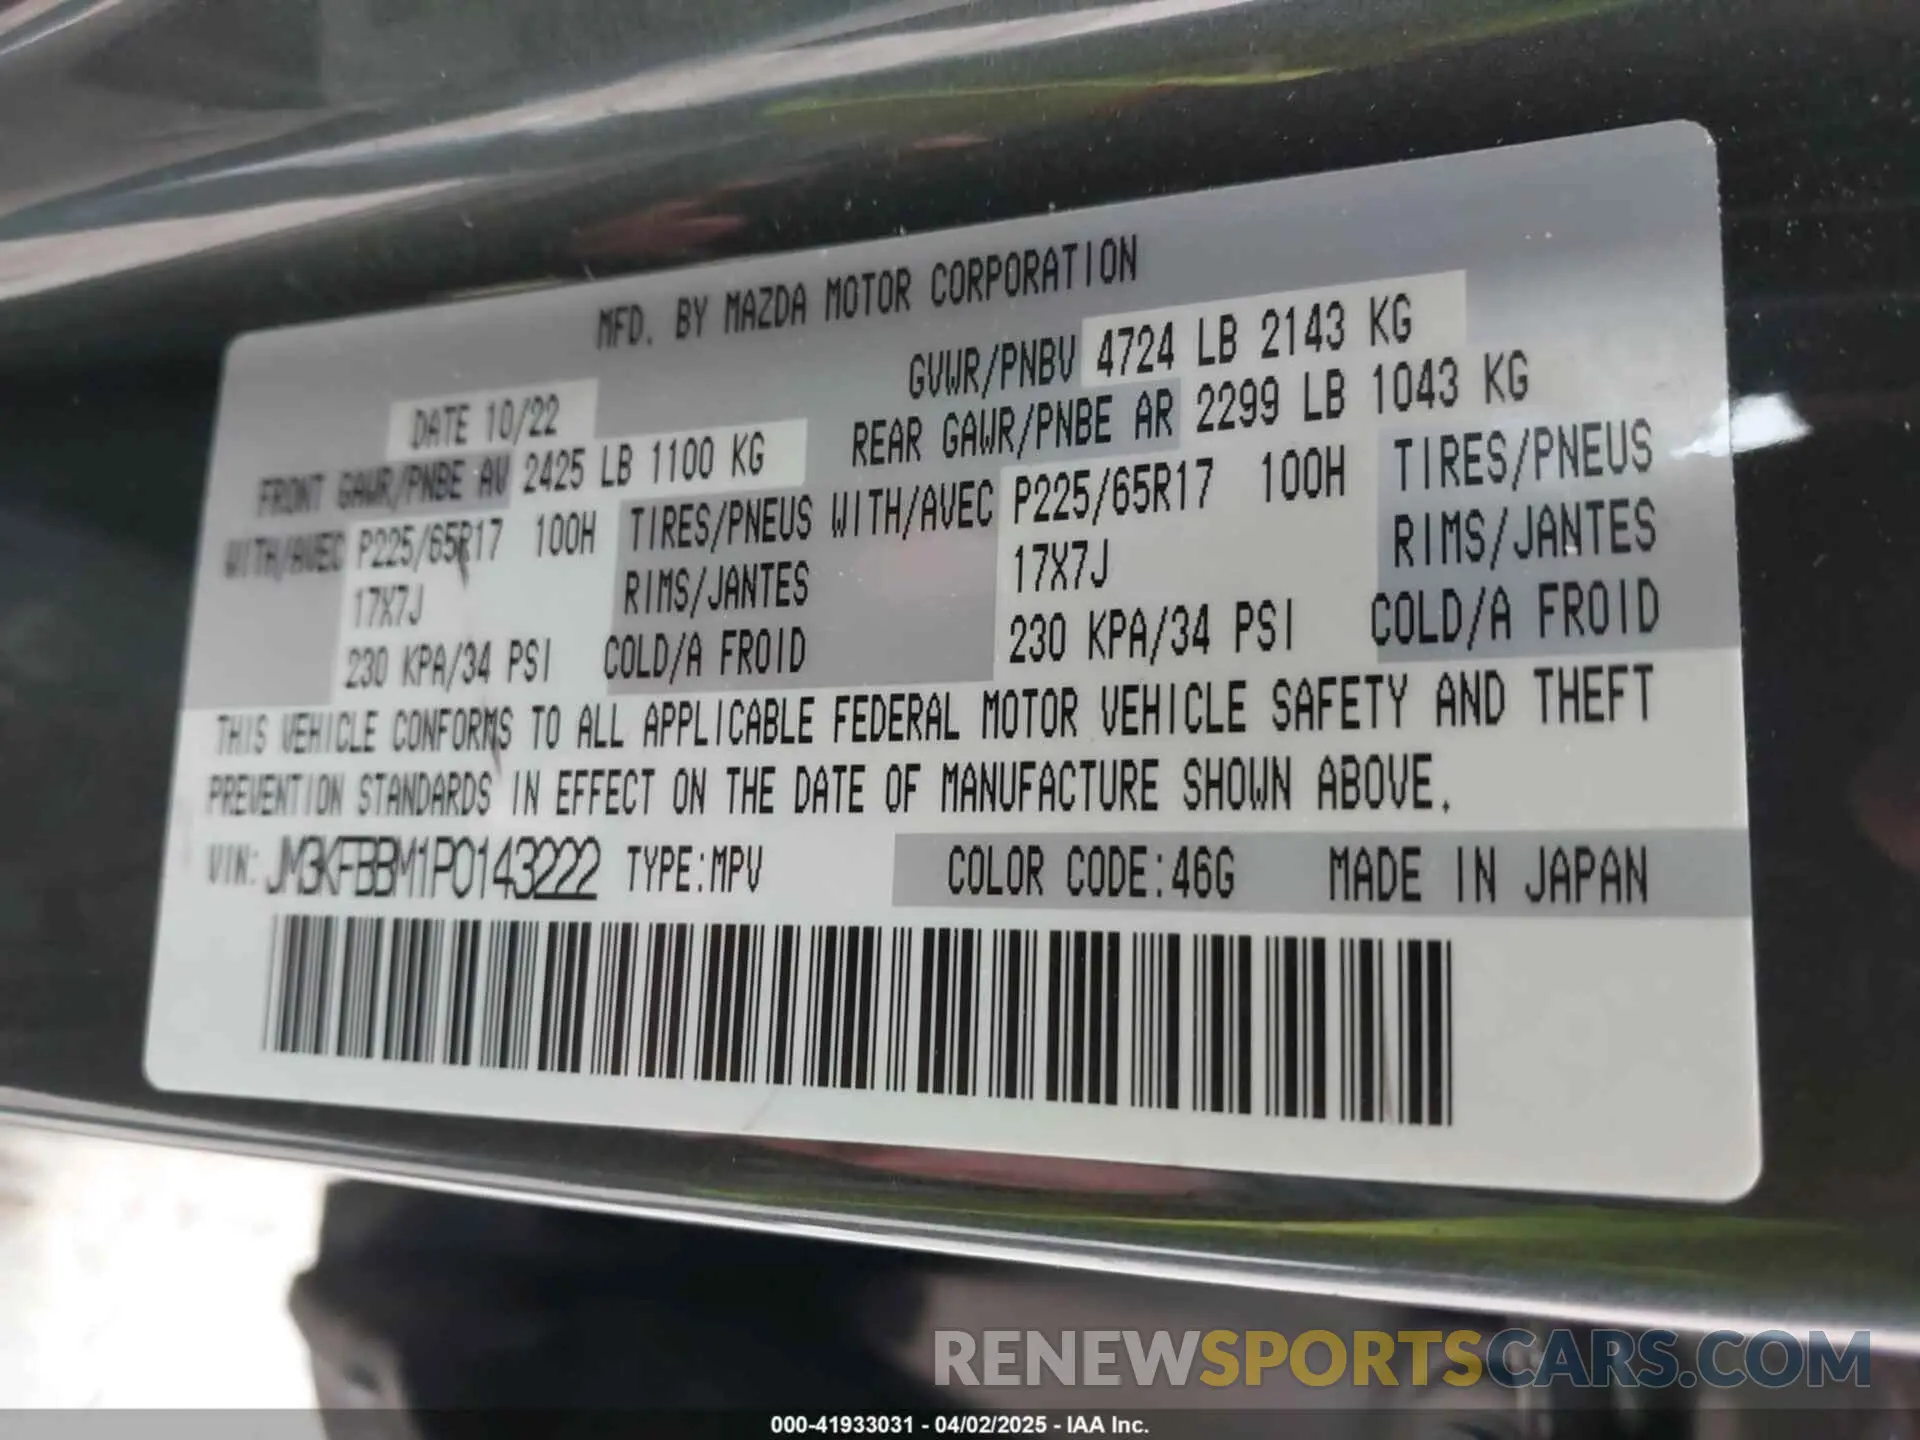 MFD. BY MAZDA MOTOR CORPORATION
DATE 10/22 GVWR/PNBV 4724 LB 2143 KG
FRONT GAWR/PNBE AV 2425 LB 1100 KG REAR GAWR/PNBE AR 2299 LB 1043 KG
WITH/AVEC P225/65R17 100H TIRES/PNEUS WITH/AVEC P225/65R17 100H TIRES/PNEUS
17X7J RIMS/JANTES 17X7J RIMS/JANTES
230 KPA/34 PSI COLD/A FROID 230 KPA/34 PSI COLD/A FROID
THIS VEHICLE CONFORMS TO ALL APPLICABLE FEDERAL MOTOR VEHICLE SAFETY AND THEFT
PREVENTION STANDARDS IN EFFECT ON THE DATE OF MANUFACTURE SHOWN ABOVE.
VIN: JM3KFBBM1P0143222 TYPE:MPV COLOR CODE:46G MADE IN JAPAN
RENEWSPORTSCARS.COM
000-41933031 - 04/02/2025 - IAA Inc.